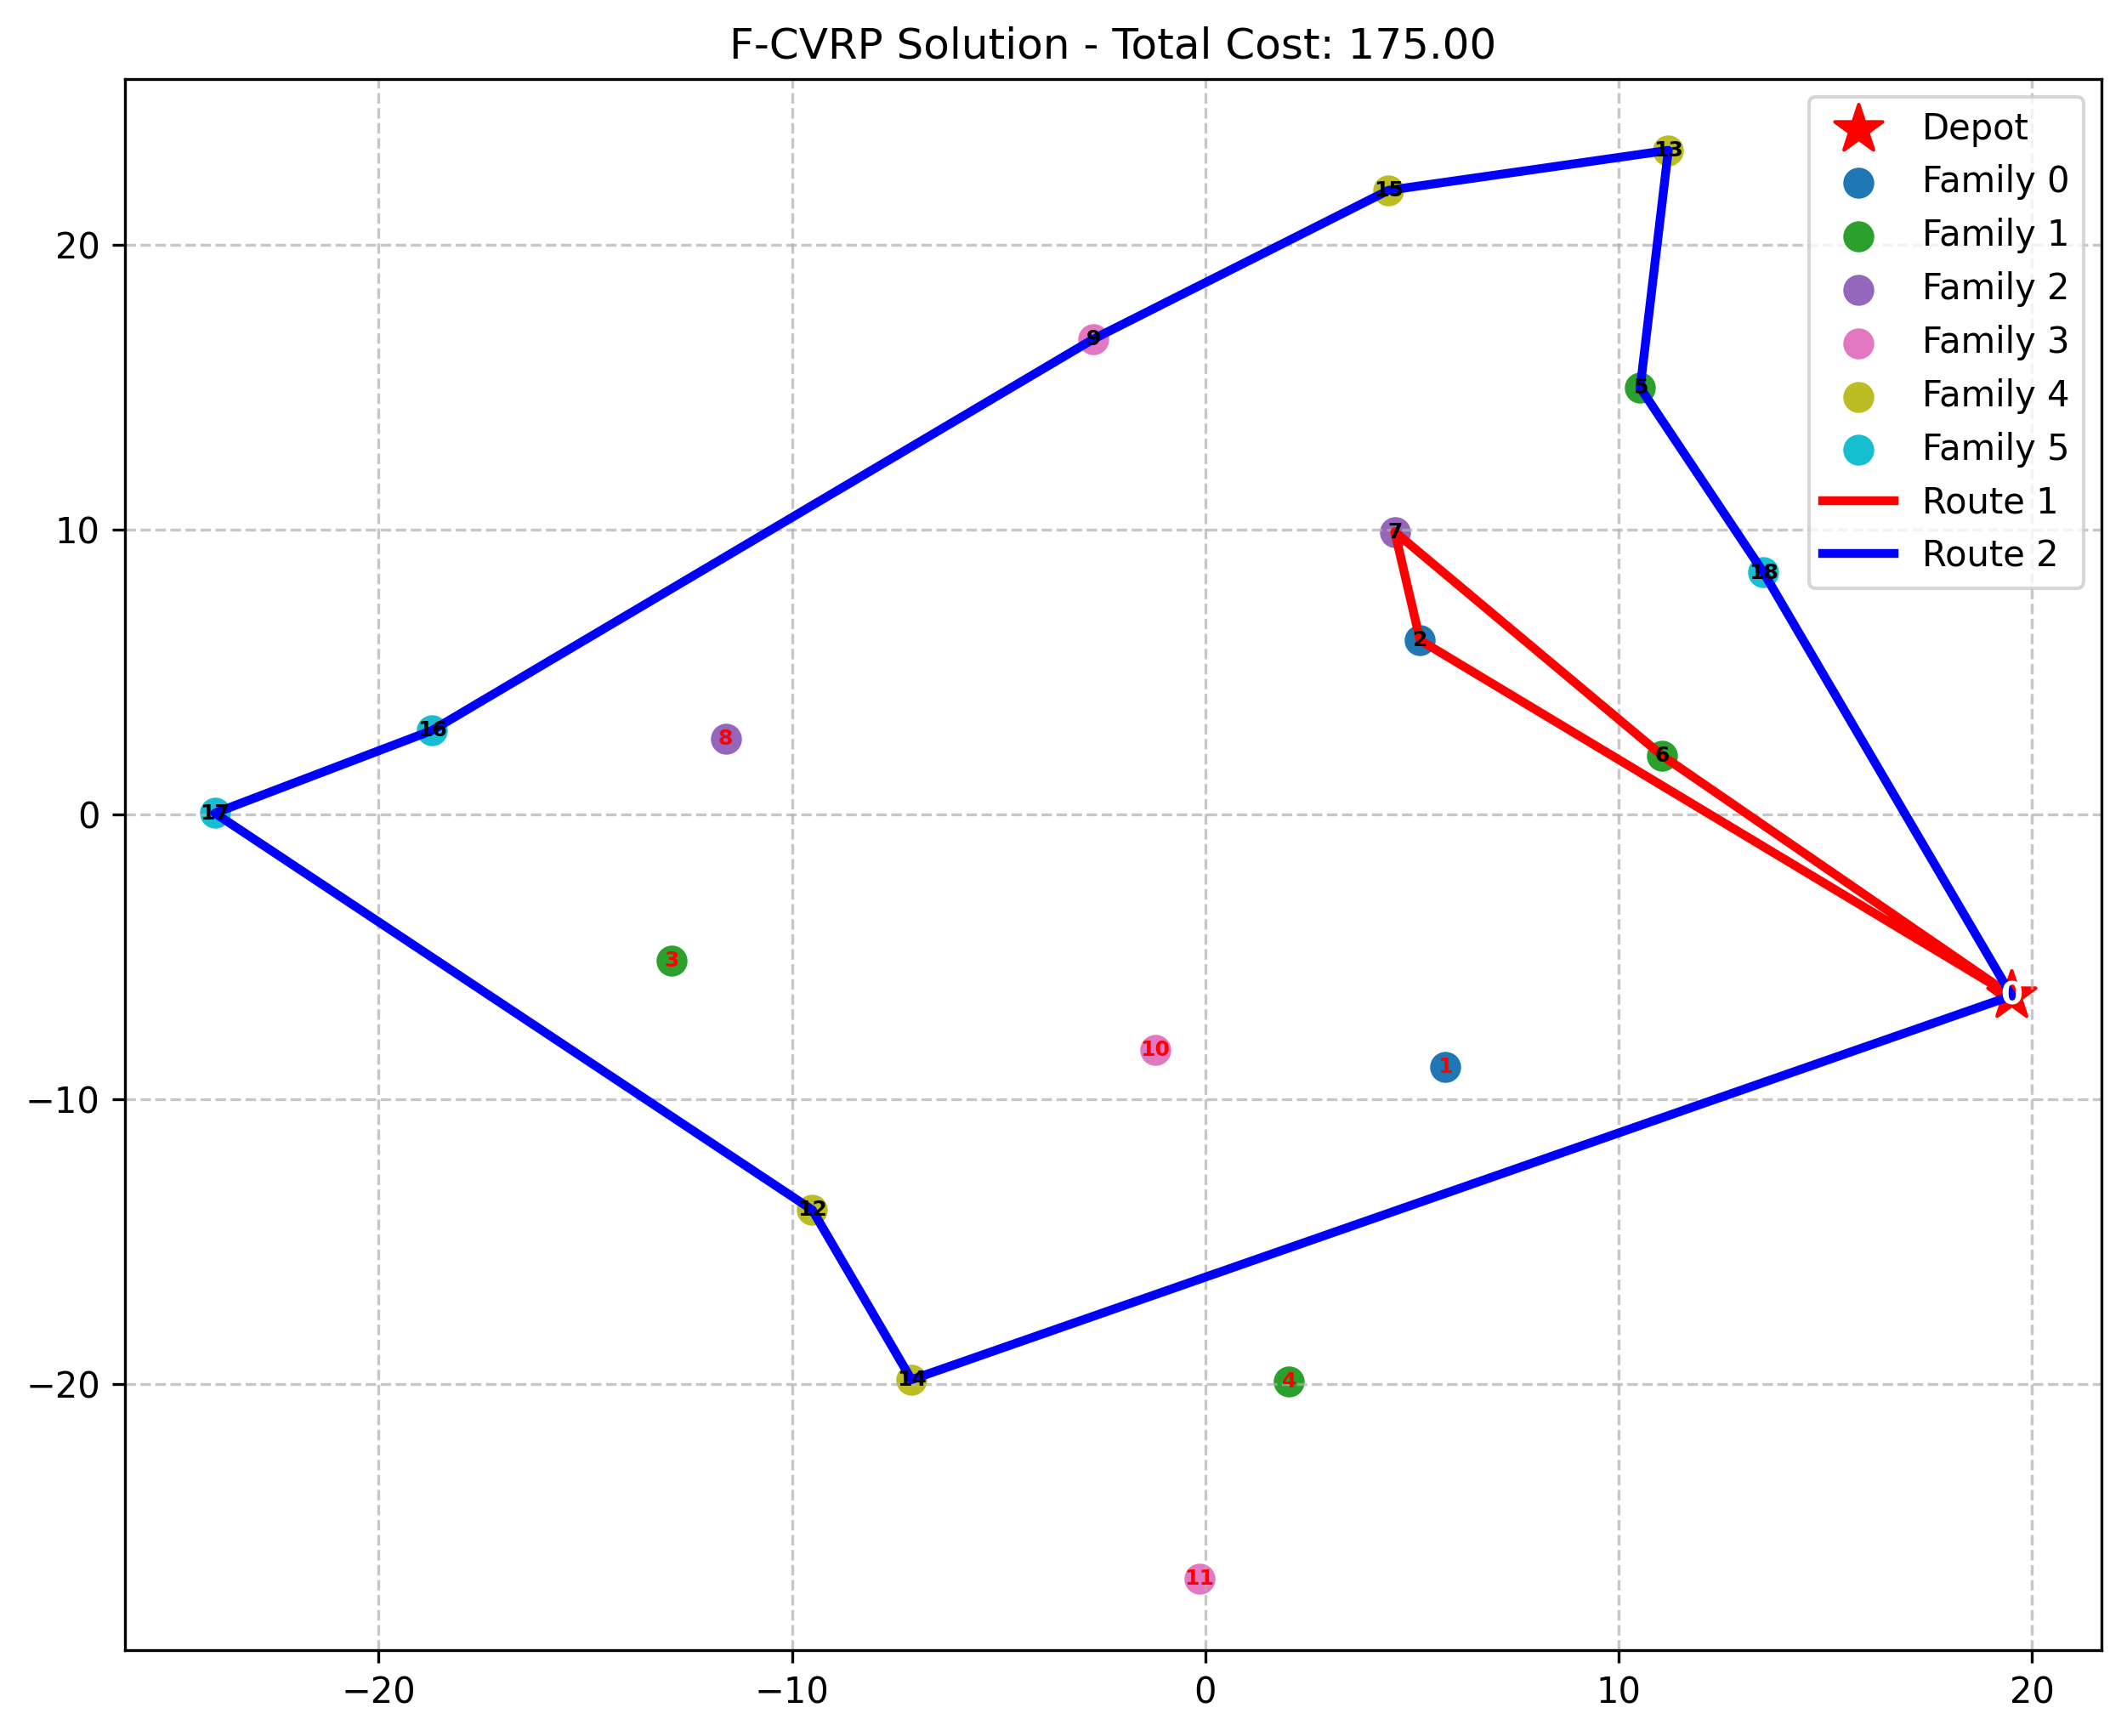 F-CVRP Solution - Total Cost: 175.00
Depot
Family 0
Family 1
Family 2
Family 3
Family 4
Family 5
Route 1
Route 2
13
15
9
5
7
18
2
6
16
8
17
3
0
10
1
12
14
4
11
20
10
0
−10
−20
−20 −10 0 10 20